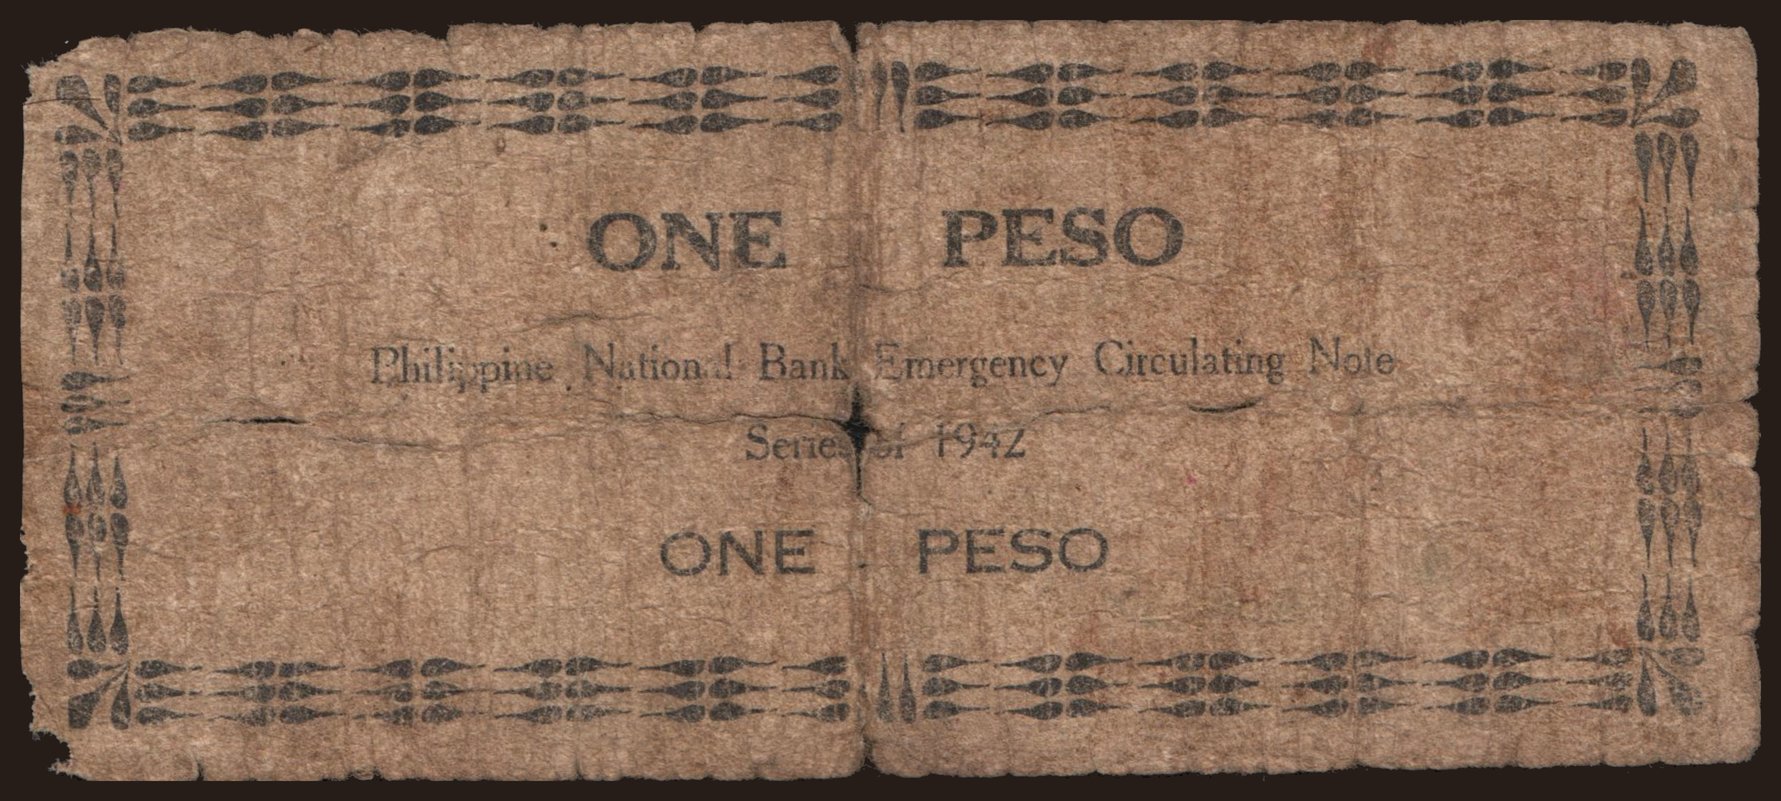 ONE PESO
Philippine National Bank Emergency Circulating Note
Series of 1942
ONE PESO